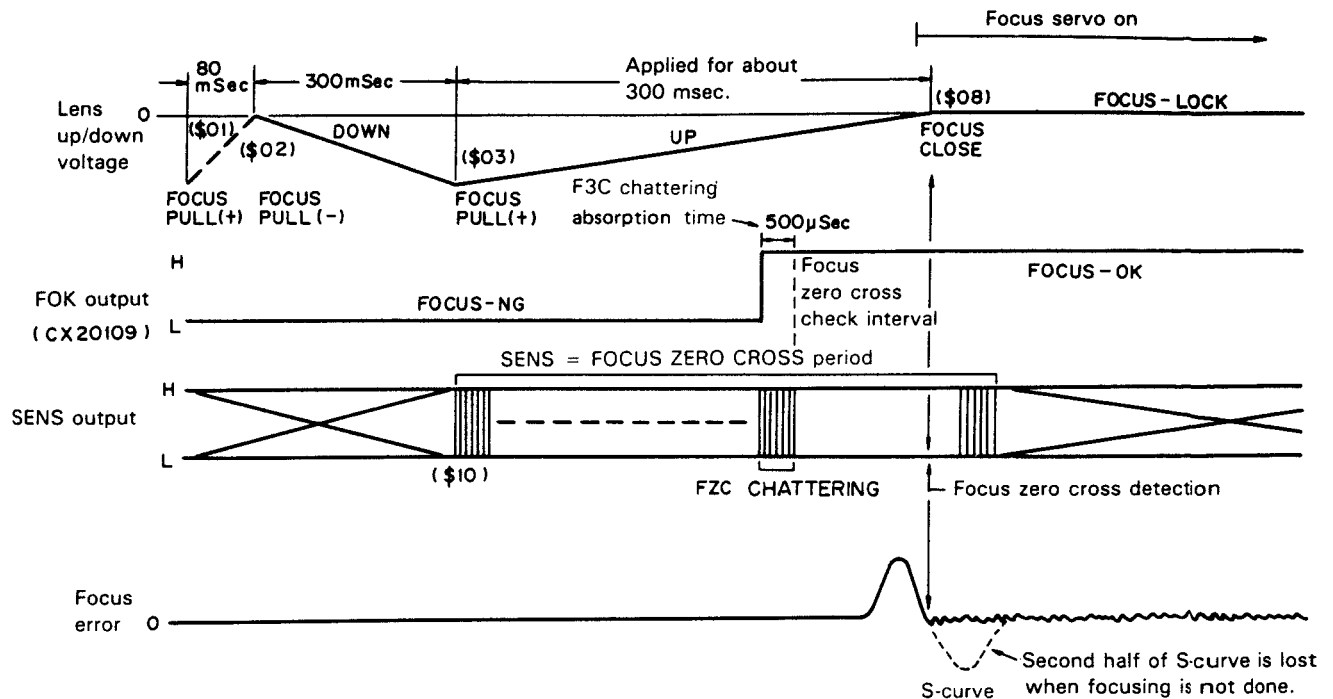 Focus servo on
80
mSec
300mSec
Applied for about
300 msec.
Lens
up/down
voltage
0
($01)
($02)
DOWN
($03)
UP
($08)
FOCUS-LOCK
FOCUS
CLOSE
FOCUS
PULL(+)
FOCUS
PULL(-)
FOCUS
PULL(+)
F3C chattering
absorption time
500µSec
H
FOK output
(CX20109)
L
FOCUS-NG
Focus
zero cross
check interval
FOCUS-OK
SENS = FOCUS ZERO CROSS period
H
SENS output
L
($10)
FZC CHATTERING
Focus zero cross detection
Focus
error
0
Second half of S-curve is lost
when focusing is not done.
S-curve